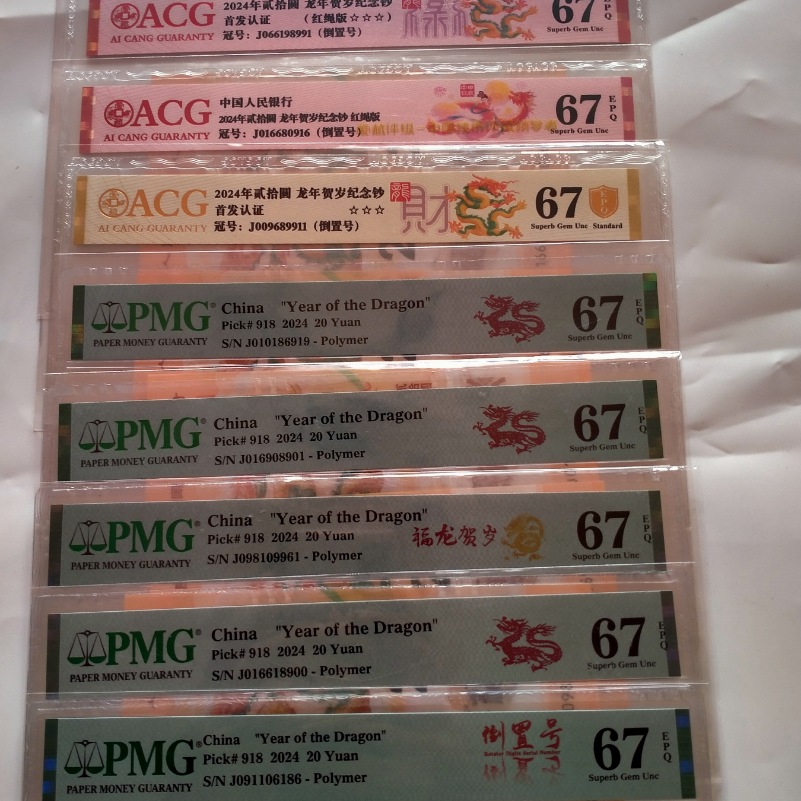 ACG
AI CANG GUARANTY
2024年贰拾圆 龙年贺岁纪念钞
首发认证 （红绳版 ☆☆☆）
冠号：J066198991（倒置号）
禄
67
EPQ
Superb Gem Unc
ACG
AI CANG GUARANTY
中国人民银行
2024年贰拾圆 龙年贺岁纪念钞 红绳版
冠号：J016680916（倒置号）
67
EPQ
Superb Gem Unc
ACG
AI CANG GUARANTY
2024年贰拾圆 龙年贺岁纪念钞
首发认证 ☆☆☆
冠号：J009689911（倒置号）
財
67
EPQ
Superb Gem Unc Standard
PMG
PAPER MONEY GUARANTY
China "Year of the Dragon"
Pick# 918 2024 20 Yuan
S/N J010186919 - Polymer
67
EPQ
Superb Gem Unc
PMG
PAPER MONEY GUARANTY
China "Year of the Dragon"
Pick# 918 2024 20 Yuan
S/N J016908901 - Polymer
67
EPQ
Superb Gem Unc
PMG
PAPER MONEY GUARANTY
China "Year of the Dragon"
Pick# 918 2024 20 Yuan
S/N J098109961 - Polymer
福龙贺岁
67
EPQ
Superb Gem Unc
PMG
PAPER MONEY GUARANTY
China "Year of the Dragon"
Pick# 918 2024 20 Yuan
S/N J016618900 - Polymer
67
EPQ
Superb Gem Unc
PMG
PAPER MONEY GUARANTY
China "Year of the Dragon"
Pick# 918 2024 20 Yuan
S/N J091106186 - Polymer
倒置号
Rotator Digits Serial Number
67
EPQ
Superb Gem Unc